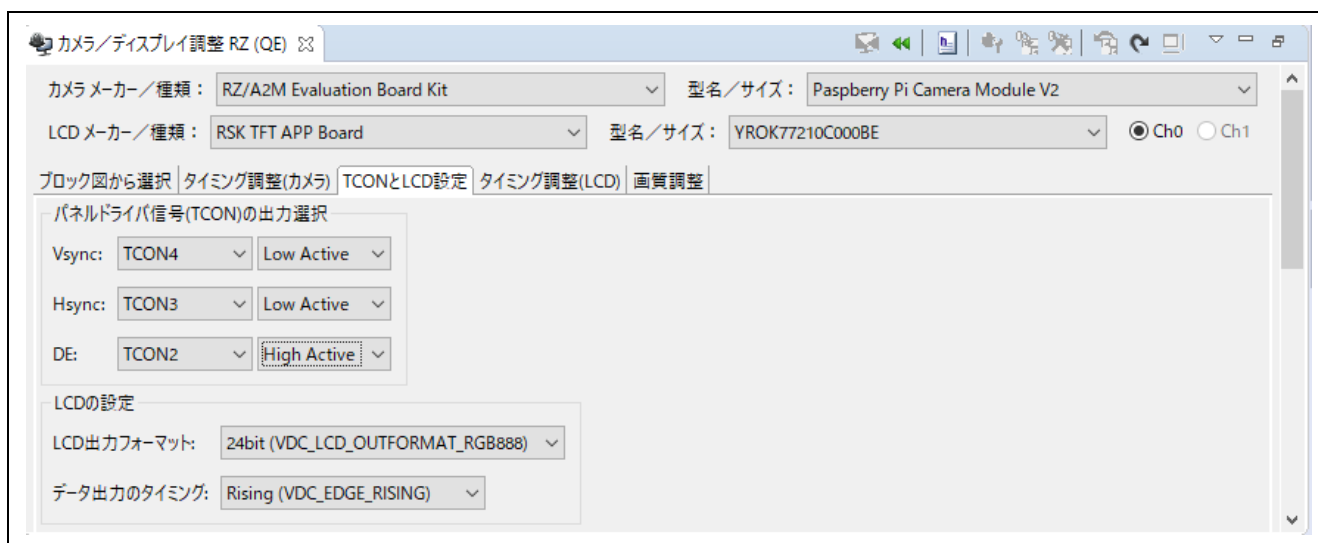 カメラ／ディスプレイ調整 RZ (QE)
カメラ メーカー／種類： RZ/A2M Evaluation Board Kit 型名／サイズ： Paspberry Pi Camera Module V2
LCD メーカー／種類： RSK TFT APP Board 型名／サイズ： YROK77210C000BE Ch0 Ch1
ブロック図から選択 タイミング調整(カメラ) TCONとLCD設定 タイミング調整(LCD) 画質調整
パネルドライバ信号(TCON)の出力選択
Vsync: TCON4 Low Active
Hsync: TCON3 Low Active
DE: TCON2 High Active
LCDの設定
LCD出力フォーマット: 24bit (VDC_LCD_OUTFORMAT_RGB888)
データ出力のタイミング: Rising (VDC_EDGE_RISING)